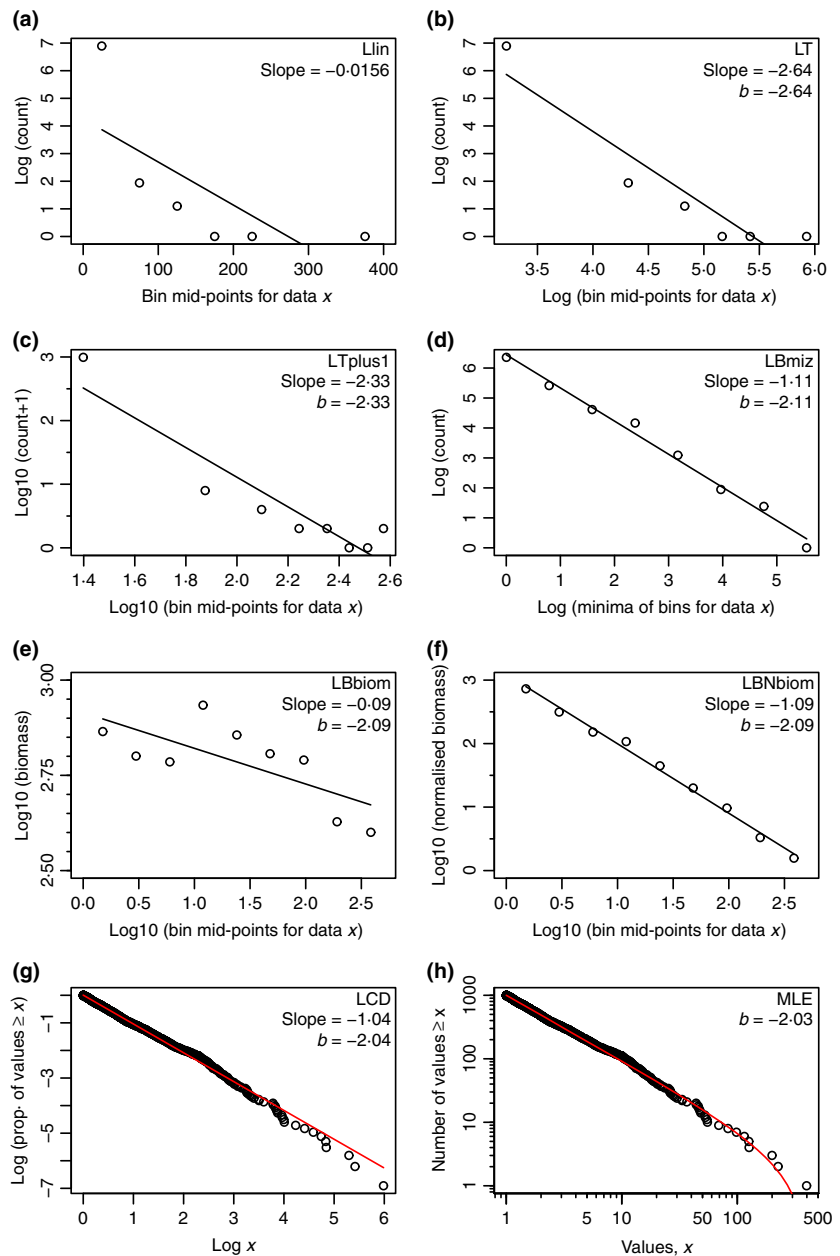 (a)
Llin
Slope = −0·0156
Log (count)
7
6
5
4
3
2
1
0
0 100 200 300 400
Bin mid-points for data x
(b)
LT
Slope = −2·64
b = −2·64
Log (count)
7
6
5
4
3
2
1
0
3·5 4·0 4·5 5·0 5·5 6·0
Log (bin mid-points for data x)
(c)
LTplus1
Slope = −2·33
b = −2·33
Log10 (count+1)
3
2
1
0
1·4 1·6 1·8 2·0 2·2 2·4 2·6
Log10 (bin mid-points for data x)
(d)
LBmiz
Slope = −1·11
b = −2·11
Log (count)
6
5
4
3
2
1
0
0 1 2 3 4 5
Log (minima of bins for data x)
(e)
LBbiom
Slope = −0·09
b = −2·09
Log10 (biomass)
3·00
2·75
2·50
0·0 0·5 1·0 1·5 2·0 2·5
Log10 (bin mid-points for data x)
(f)
LBNbiom
Slope = −1·09
b = −2·09
Log10 (normalised biomass)
3
2
1
0
0·0 0·5 1·0 1·5 2·0 2·5
Log10 (bin mid-points for data x)
(g)
LCD
Slope = −1·04
b = −2·04
Log (prop. of values ≥ x)
−1
−3
−5
−7
0 1 2 3 4 5 6
Log x
(h)
MLE
b = −2·03
Number of values ≥ x
1000
100
10
1
1 5 10 50 100 500
Values, x